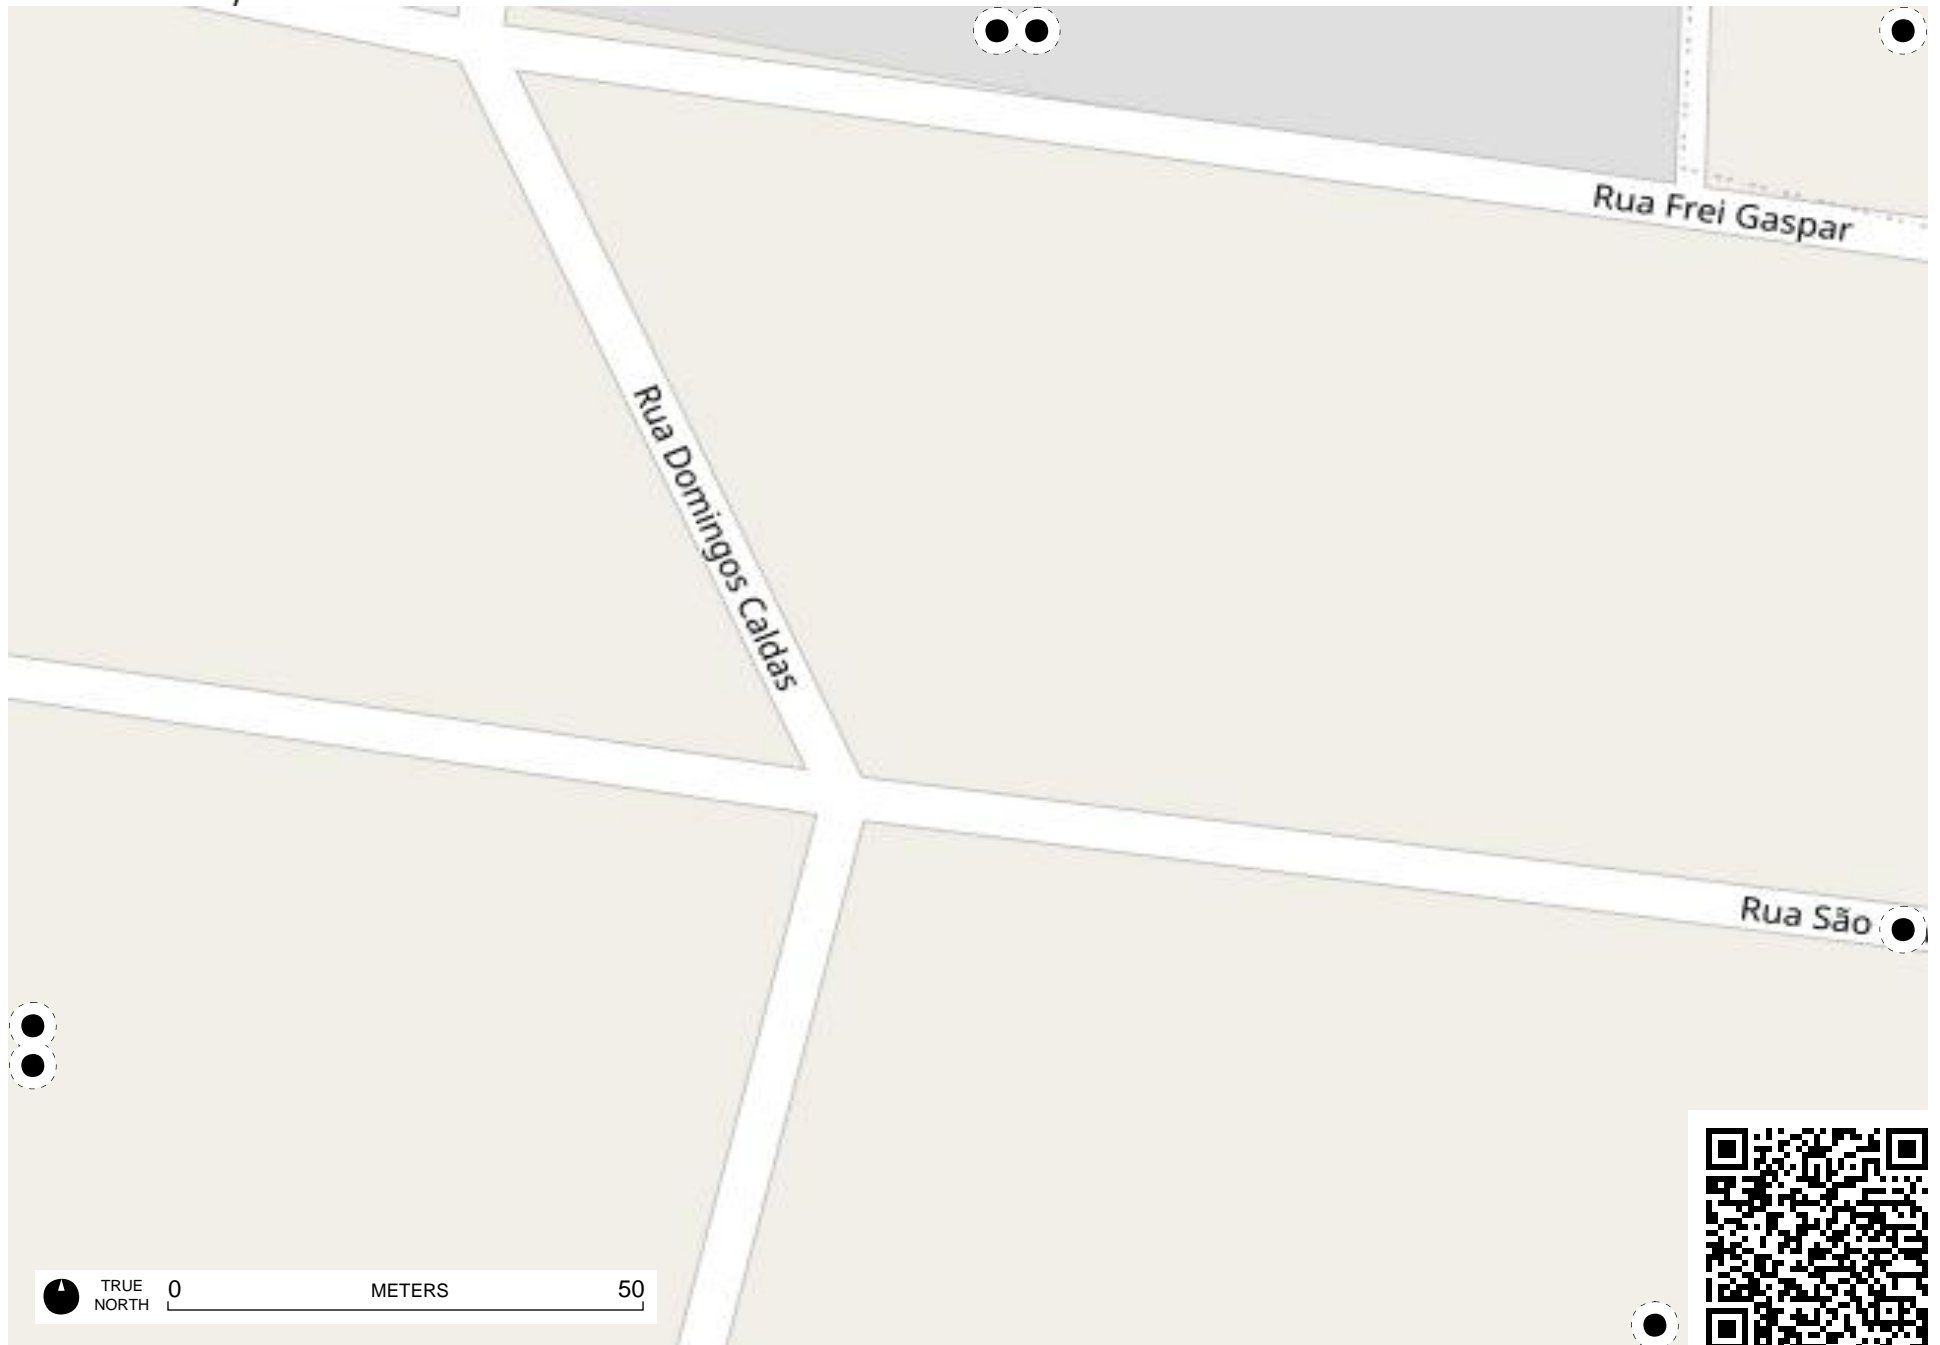 Rua Frei Gaspar
Rua Domingos Caldas
Rua São
TRUE
NORTH
0 METERS 50